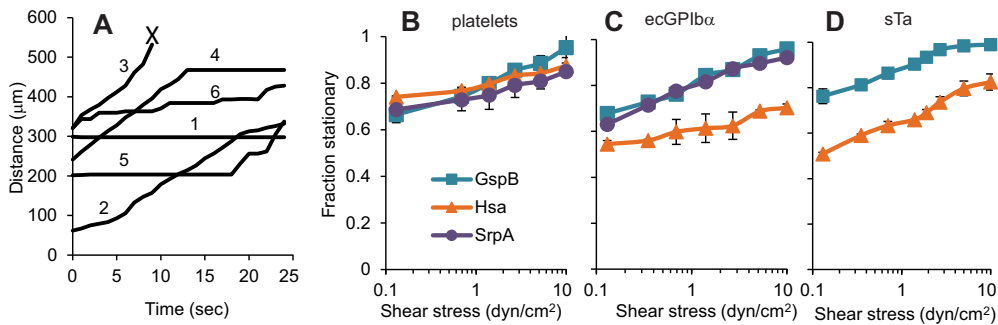 A
B
platelets
C
ecGPIbα
D
sTa
600
500
400
300
200
100
0
Distance (μm)
X
3
4
6
1
5
2
0
5
10
15
20
25
Time (sec)
Fraction stationary
1
0.8
0.6
0.4
0.2
0
GspB
Hsa
SrpA
0.1
1
10
Shear stress (dyn/cm²)
0.1
1
10
Shear stress (dyn/cm²)
0.1
1
10
Shear stress (dyn/cm²)